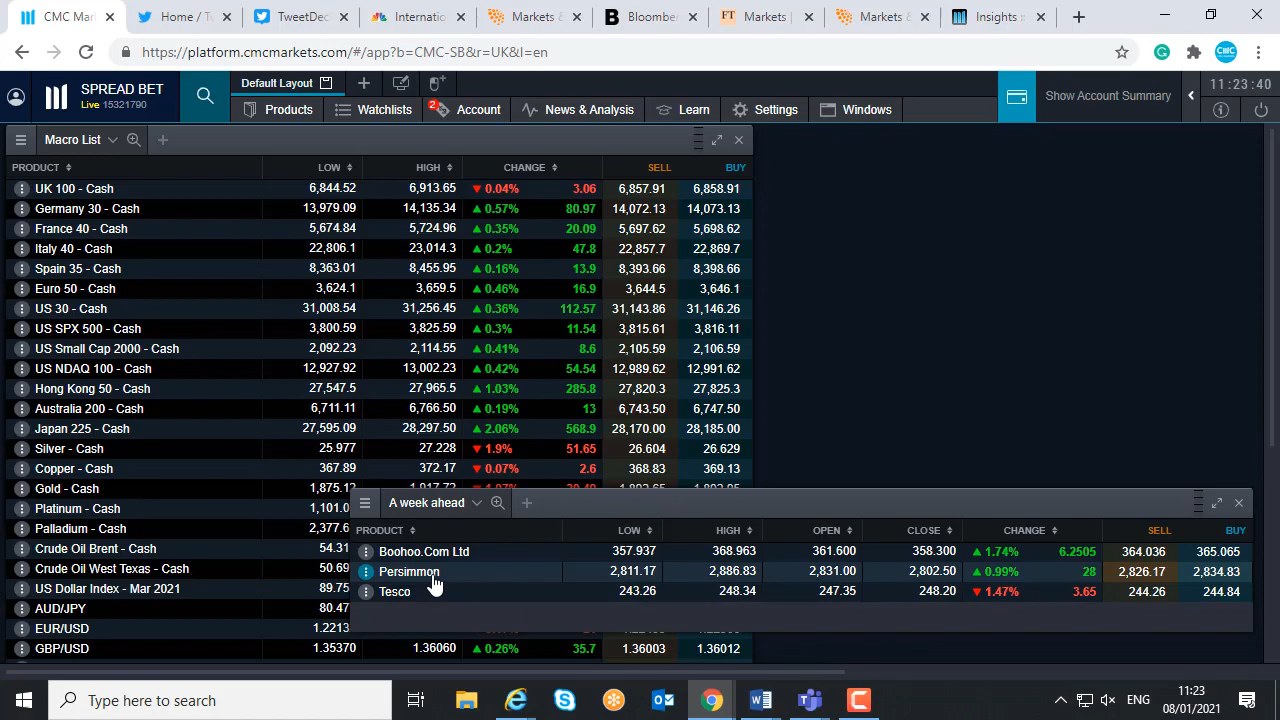 CMC Mar
Home / T
TweetDec
Internatio
Markets &
Bloomber
FT
Markets |
Markets &
Insights :
https://platform.cmcmarkets.com/#/app?b=CMC-SB&r=UK&l=en
SPREAD BET
Live 15321790
Default Layout
11:23:40
Products
Watchlists
2
Account
News & Analysis
Learn
Settings
Windows
Show Account Summary
Macro List
PRODUCT LOW HIGH CHANGE SELL BUY
UK 100 - Cash 6,844.52 6,913.65 0.04% 3.06 6,857.91 6,858.91
Germany 30 - Cash 13,979.09 14,135.34 0.57% 80.97 14,072.13 14,073.13
France 40 - Cash 5,674.84 5,724.96 0.35% 20.09 5,697.62 5,698.62
Italy 40 - Cash 22,806.1 23,014.3 0.2% 47.8 22,857.7 22,869.7
Spain 35 - Cash 8,363.01 8,455.95 0.16% 13.9 8,393.66 8,398.66
Euro 50 - Cash 3,624.1 3,659.5 0.46% 16.9 3,644.5 3,646.1
US 30 - Cash 31,008.54 31,256.45 0.36% 112.57 31,143.86 31,146.26
US SPX 500 - Cash 3,800.59 3,825.59 0.3% 11.54 3,815.61 3,816.11
US Small Cap 2000 - Cash 2,092.23 2,114.55 0.41% 8.6 2,105.59 2,106.59
US NDAQ 100 - Cash 12,927.92 13,002.23 0.42% 54.54 12,989.62 12,991.62
Hong Kong 50 - Cash 27,547.5 27,965.5 1.03% 285.8 27,820.3 27,825.3
Australia 200 - Cash 6,711.11 6,766.50 0.19% 13 6,743.50 6,747.50
Japan 225 - Cash 27,595.09 28,297.50 2.06% 568.9 28,170.00 28,185.00
Silver - Cash 25.977 27.228 1.9% 51.65 26.604 26.629
Copper - Cash 367.89 372.17 0.07% 2.6 368.83 369.13
Gold - Cash 1,875.12
Platinum - Cash 1,101.0
Palladium - Cash 2,377.6
Crude Oil Brent - Cash 54.31
Crude Oil West Texas - Cash 50.69
US Dollar Index - Mar 2021 89.75
AUD/JPY 80.47
EUR/USD 1.2213
GBP/USD 1.35370 1.36060 0.26% 35.7 1.36003 1.36012
A week ahead
PRODUCT LOW HIGH OPEN CLOSE CHANGE SELL BUY
Boohoo.Com Ltd 357.937 368.963 361.600 358.300 1.74% 6.2505 364.036 365.065
Persimmon 2,811.17 2,886.83 2,831.00 2,802.50 0.99% 28 2,826.17 2,834.83
Tesco 243.26 248.34 247.35 248.20 1.47% 3.65 244.26 244.84
Type here to search
ENG
11:23
08/01/2021